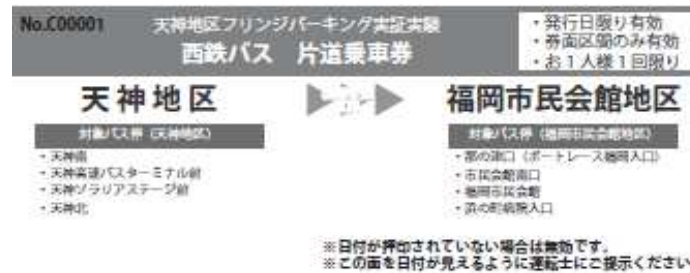 No.C00001
天神地区フリンジパーキング実証実験
西鉄バス 片道乗車券
・発行日限り有効
・券面区間のみ有効
・お1人様1回限り
天神地区
福岡市民会館地区
対象バス停（天神地区）
・天神南
・天神高速バスターミナル前
・天神ソラリアステージ前
・天神北
対象バス停（福岡市民会館地区）
・那の津口（ボートレース福岡入口）
・市民会館南口
・福岡市民会館
・浜の町病院入口
※日付が押印されていない場合は無効です。
※この面を日付が見えるように運転士にご提示ください